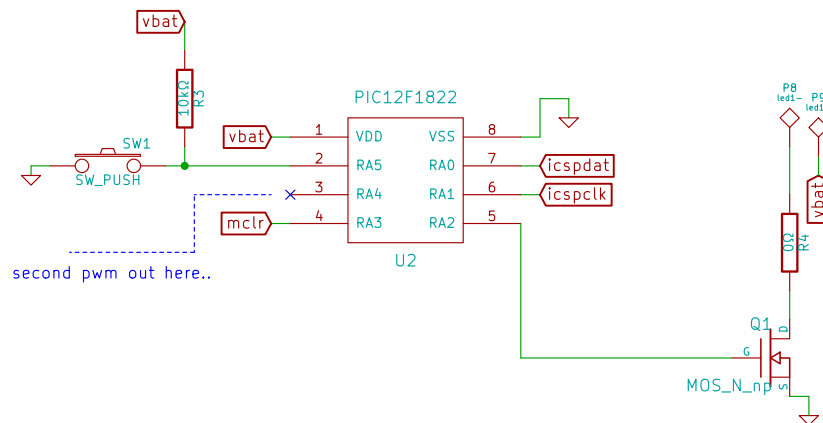 vbat
10kΩ
R3
SW1
SW_PUSH
PIC12F1822
vbat
1
VDD
VSS
8
2
RA5
RA0
7
icspdat
3
RA4
RA1
6
icspclk
mclr
4
RA3
RA2
5
U2
second pwm out here..
P8
led1-
P9
led1
vbat
0Ω
R4
Q1
D
G
S
MOS_N_np